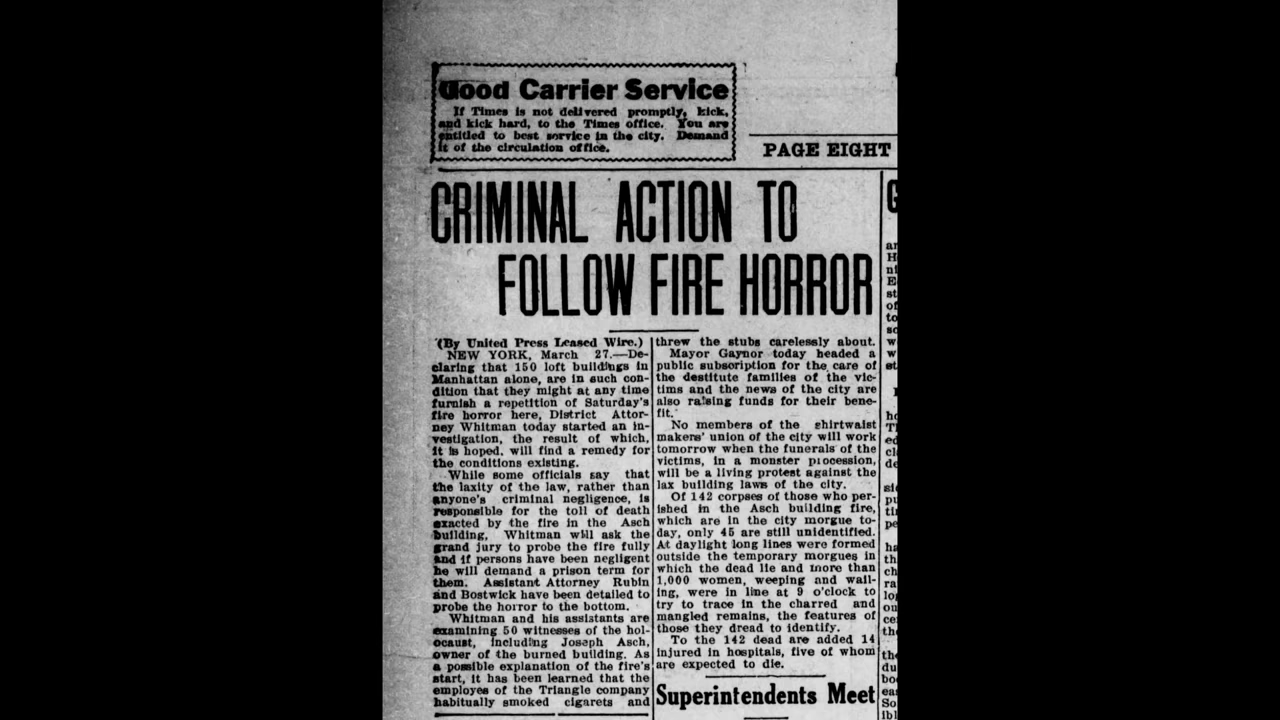 Good Carrier Service
If Times is not delivered promptly, kick,
and kick hard, to the Times office. You are
entitled to best service in the city. Demand
it of the circulation office.
PAGE EIGHT
CRIMINAL ACTION TO
FOLLOW FIRE HORROR
(By United Press Leased Wire.)
NEW YORK, March 27.—De-
claring that 150 loft buildings in
Manhattan alone, are in such con-
dition that they might at any time
furnish a repetition of Saturday's
fire horror here, District Attor-
ney Whitman today started an in-
vestigation, the result of which,
it is hoped, will find a remedy for
the conditions existing.
While some officials say that
the laxity of the law, rather than
anyone's criminal negligence, is
responsible for the toll of death
exacted by the fire in the Asch
building, Whitman will ask the
grand jury to probe the fire fully
and if persons have been negligent
he will demand a prison term for
them. Assistant Attorney Rubin
and Bostwick have been detailed to
probe the horror to the bottom.
Whitman and his assistants are
examining 50 witnesses of the hol-
ocaust, including Joseph Asch,
owner of the burned building. As
a possible explanation of the fire's
start, it has been learned that the
employes of the Triangle company
habitually smoked cigarets and
threw the stubs carelessly about.
Mayor Gaynor today headed a
public subscription for the care of
the destitute families of the vic-
tims and the news of the city are
also raising funds for their bene-
fit.
No members of the shirtwaist
makers' union of the city will work
tomorrow when the funerals of the
victims, in a monster procession,
will be a living protest against the
lax building laws of the city.
Of 142 corpses of those who per-
ished in the Asch building fire,
which are in the city morgue to-
day, only 45 are still unidentified.
At daylight long lines were formed
outside the temporary morgues in
which the dead lie and more than
1,000 women, weeping and wail-
ing, were in line at 9 o'clock to
try to trace in the charred and
mangled remains, the features of
those they dread to identify.
To the 142 dead are added 14
injured in hospitals, five of whom
are expected to die.
Superintendents Meet